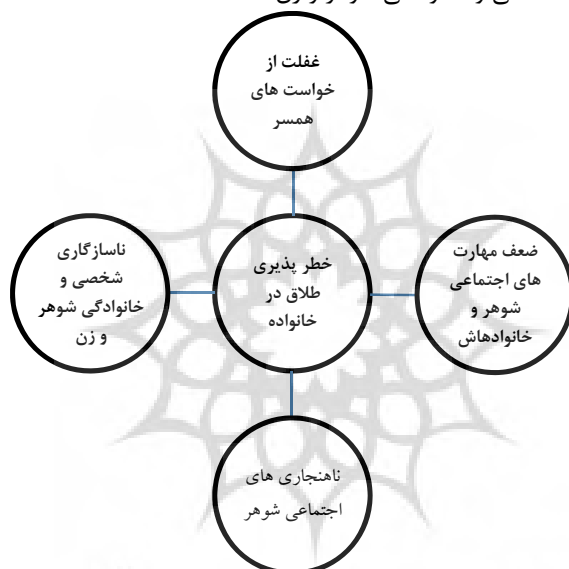 غفلت از
خواست های
همسر
ضعف مهارت
های اجتماعی
شوهر و
خانوادهاش
خطر پذیری
طلاق در
خانواده
ناسازگاری
شخصی و
خانوادگی شوهر
و زن
ناهنجاری های
اجتماعی شوهر